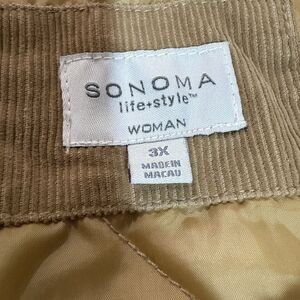 SONOMA
life+style™
WOMAN
3X
MADE IN
MACAU